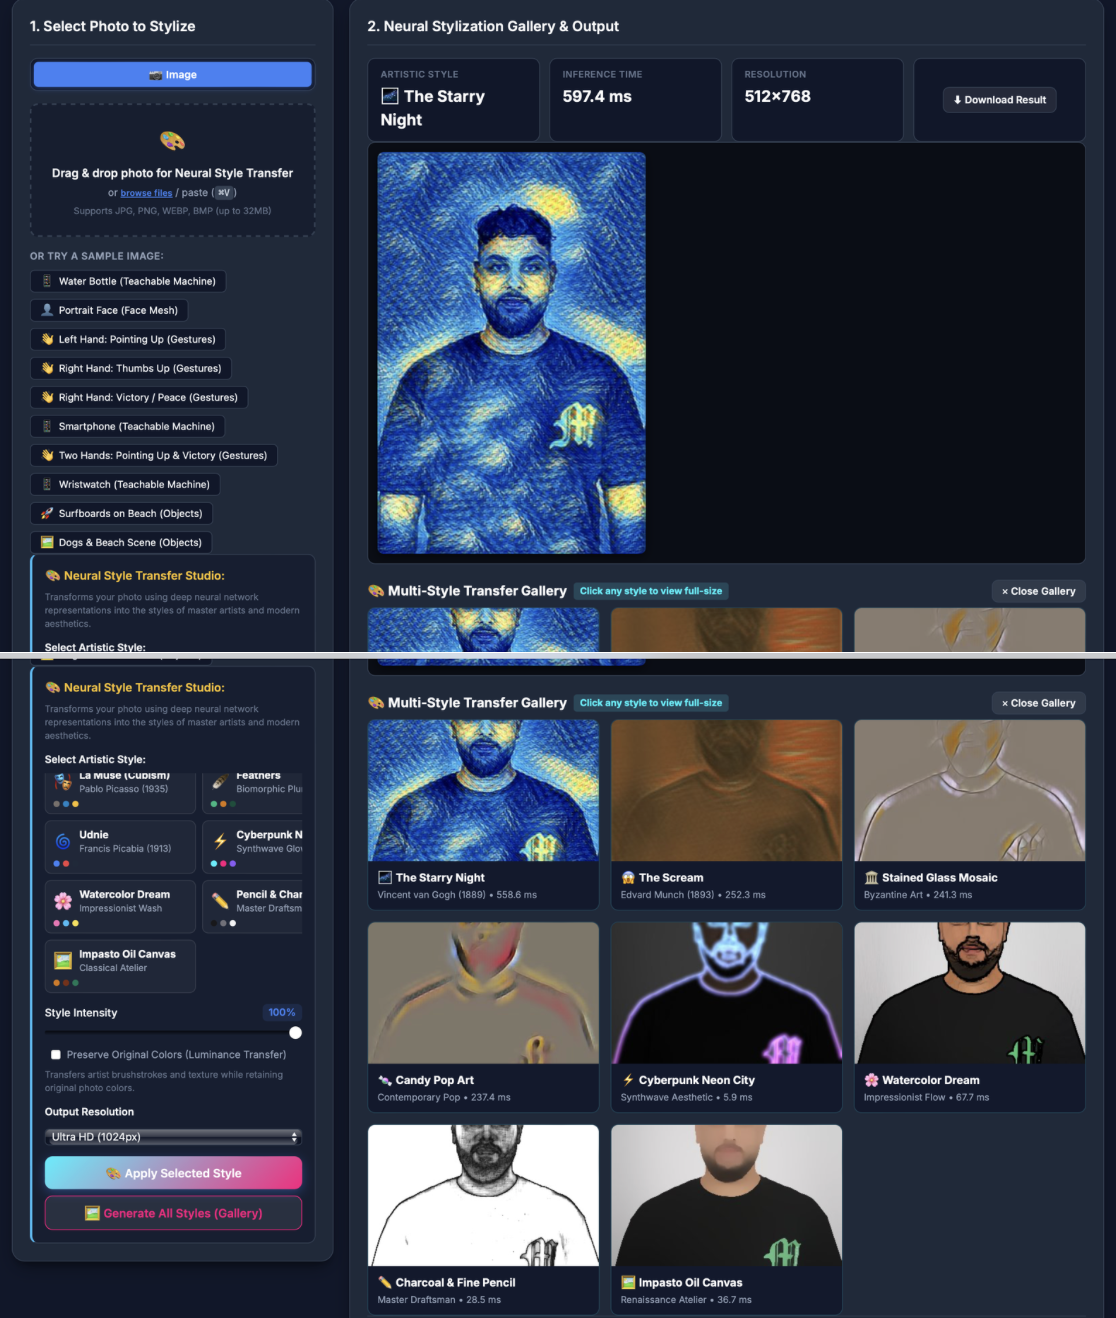 1. Select Photo to Stylize
Image
Drag & drop photo for Neural Style Transfer
or browse files / paste (⌘V)
Supports JPG, PNG, WEBP, BMP (up to 32MB)
OR TRY A SAMPLE IMAGE:
Water Bottle (Teachable Machine)
Portrait Face (Face Mesh)
Left Hand: Pointing Up (Gestures)
Right Hand: Thumbs Up (Gestures)
Right Hand: Victory / Peace (Gestures)
Smartphone (Teachable Machine)
Two Hands: Pointing Up & Victory (Gestures)
Wristwatch (Teachable Machine)
Surfboards on Beach (Objects)
Dogs & Beach Scene (Objects)
Neural Style Transfer Studio:
Transforms your photo using deep neural network
representations into the styles of master artists and modern
aesthetics.
Select Artistic Style:
2. Neural Stylization Gallery & Output
ARTISTIC STYLE
The Starry
Night
INFERENCE TIME
597.4 ms
RESOLUTION
512×768
⬇ Download Result
M
Multi-Style Transfer Gallery
Click any style to view full-size
× Close Gallery
Neural Style Transfer Studio:
Transforms your photo using deep neural network
representations into the styles of master artists and modern
aesthetics.
Select Artistic Style:
La Muse (Cubism)
Pablo Picasso (1935)
Feathers
Biomorphic Plu
Udnie
Francis Picabia (1913)
Cyberpunk N
Synthwave Glo
Watercolor Dream
Impressionist Wash
Pencil & Char
Master Draftsm
Impasto Oil Canvas
Classical Atelier
Style Intensity
100%
Preserve Original Colors (Luminance Transfer)
Transfers artist brushstrokes and texture while retaining
original photo colors.
Output Resolution
Ultra HD (1024px)
Apply Selected Style
Generate All Styles (Gallery)
Multi-Style Transfer Gallery
Click any style to view full-size
× Close Gallery
The Starry Night
Vincent van Gogh (1889) • 558.6 ms
The Scream
Edvard Munch (1893) • 252.3 ms
Stained Glass Mosaic
Byzantine Art • 241.3 ms
Candy Pop Art
Contemporary Pop • 237.4 ms
Cyberpunk Neon City
Synthwave Aesthetic • 5.9 ms
Watercolor Dream
Impressionist Flow • 67.7 ms
Charcoal & Fine Pencil
Master Draftsman • 28.5 ms
Impasto Oil Canvas
Renaissance Atelier • 36.7 ms